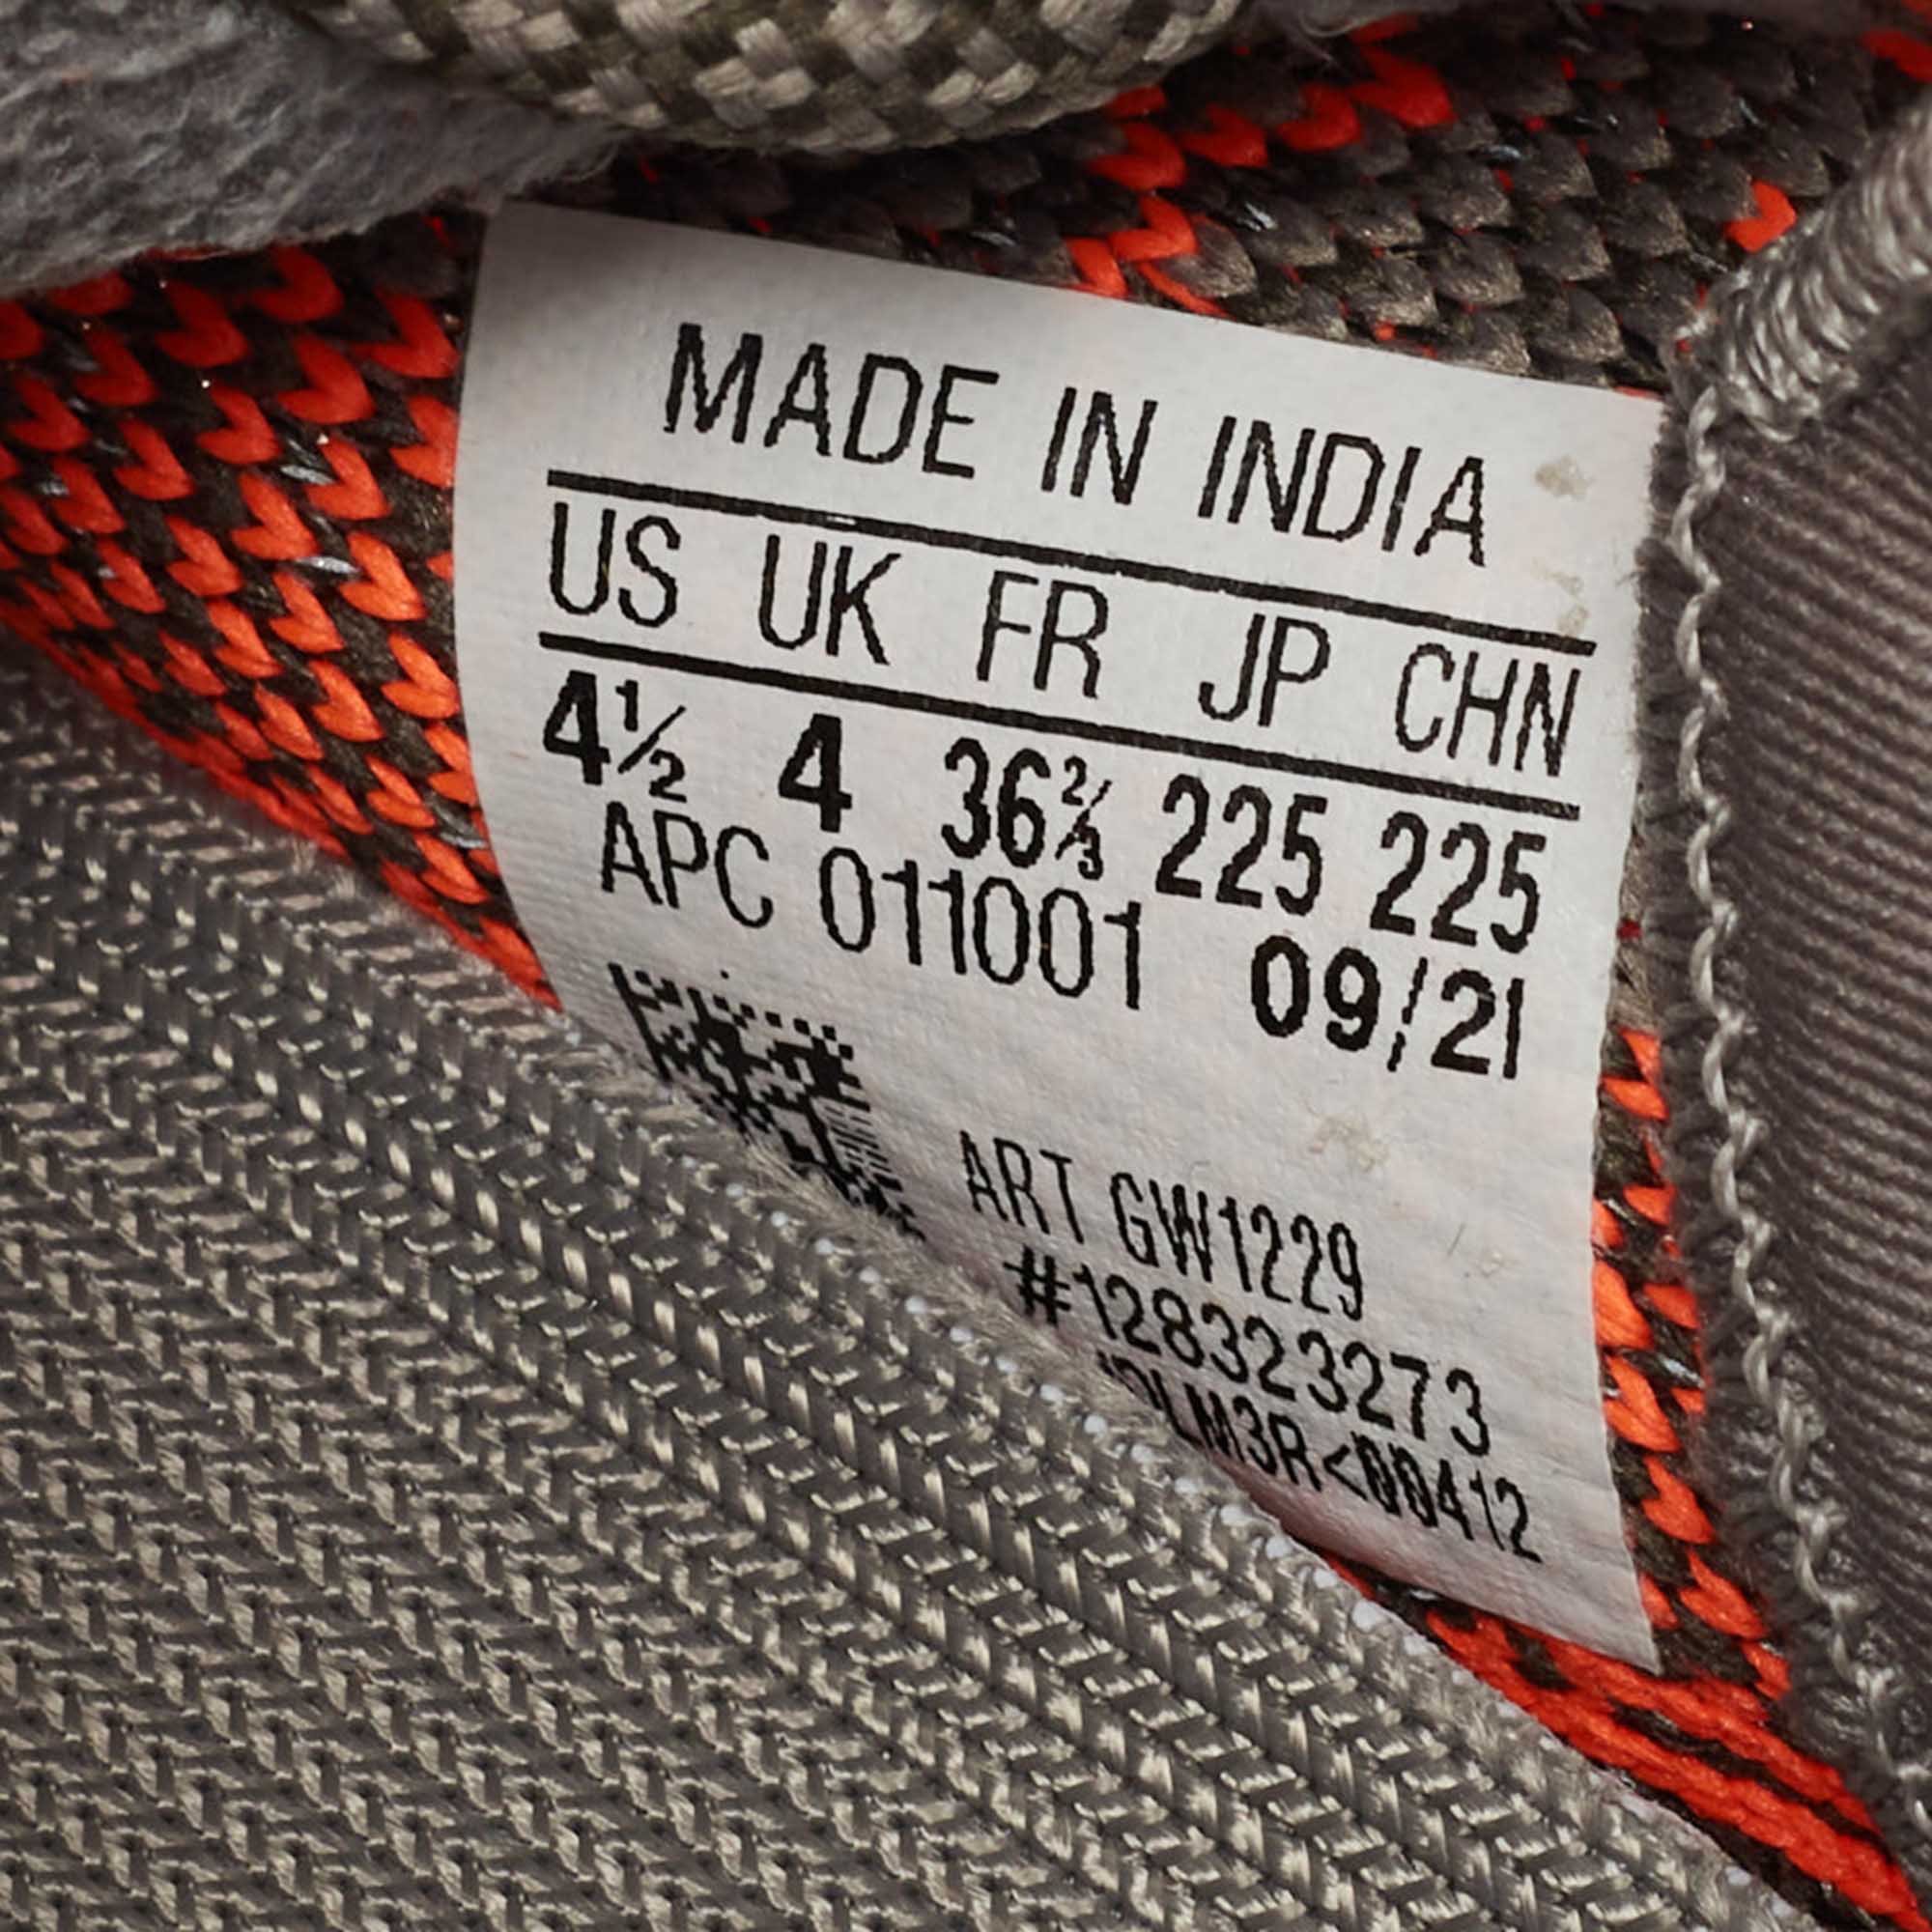 MADE IN INDIA
US UK FR JP CHN
4½ 4 36⅔ 225 225
APC 011001 09/21
ART GW1229
#128323273